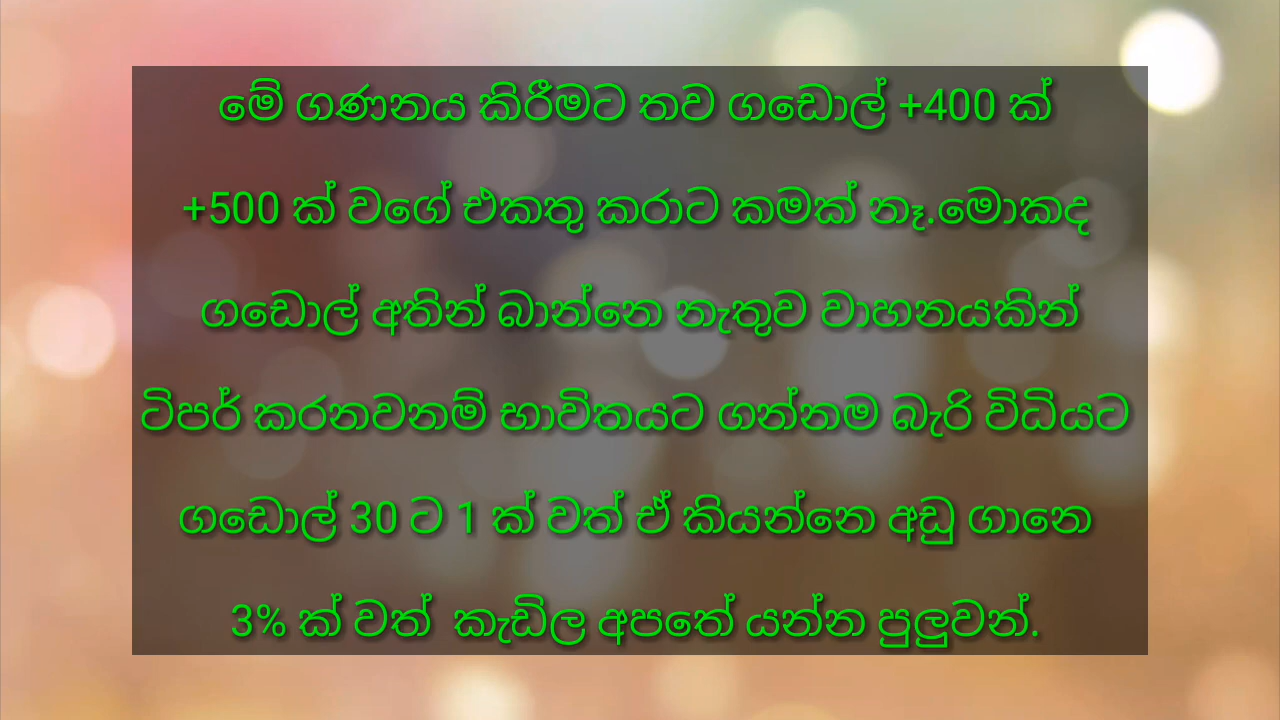 මේ ගණනය කිරීමට තව ගඩොල් +400 ක්
+500 ක් වගේ එකතු කරාට කමක් නෑ.මොකද
ගඩොල් අතින් බාන්නෙ නැතුව වාහනයකින්
ටිපර් කරනවනම් භාවිතයට ගන්නම බැරි විධියට
ගඩොල් 30 ට 1 ක් වත් ඒ කියන්නෙ අඩු ගානෙ
3% ක් වත්  කැඩිල අපතේ යන්න පුලුවන්.